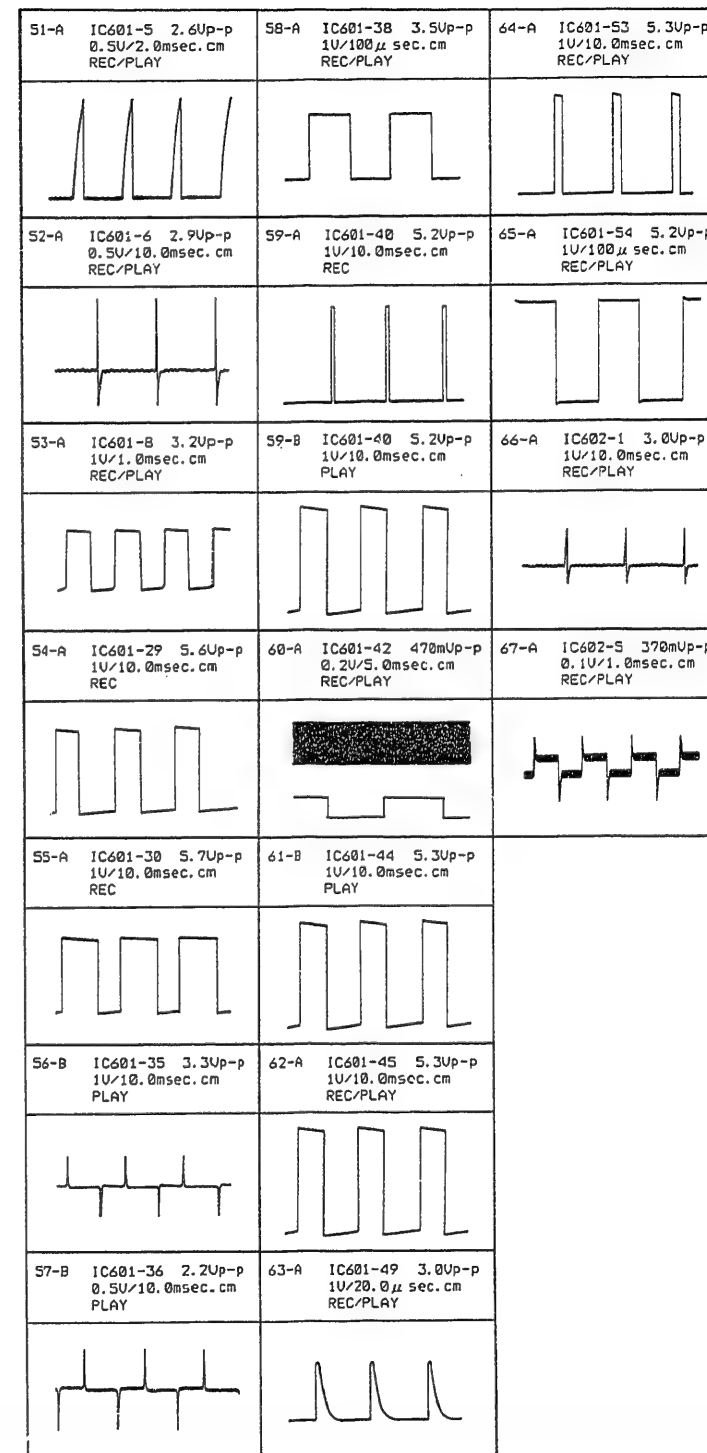 51-A IC601-5 2.6Vp-p
0.5V/2.0msec.cm
REC/PLAY
52-A IC601-6 2.9Vp-p
0.5V/10.0msec.cm
REC/PLAY
53-A IC601-8 3.2Vp-p
1V/1.0msec.cm
REC/PLAY
54-A IC601-29 5.6Vp-p
1V/10.0msec.cm
REC
55-A IC601-30 5.7Vp-p
1V/10.0msec.cm
REC
56-B IC601-35 3.3Vp-p
1V/10.0msec.cm
PLAY
57-B IC601-36 2.2Vp-p
0.5V/10.0msec.cm
PLAY
58-A IC601-38 3.5Vp-p
1V/100μ sec.cm
REC/PLAY
59-A IC601-40 5.2Vp-p
1V/10.0msec.cm
REC
59-B IC601-40 5.2Vp-p
1V/10.0msec.cm
PLAY
60-A IC601-42 470mVp-p
0.2V/5.0msec.cm
REC/PLAY
61-B IC601-44 5.3Vp-p
1V/10.0msec.cm
PLAY
62-A IC601-45 5.3Vp-p
1V/10.0msec.cm
REC/PLAY
63-A IC601-49 3.0Vp-p
1V/20.0μ sec.cm
REC/PLAY
64-A IC601-53 5.3Vp-p
1V/10.0msec.cm
REC/PLAY
65-A IC601-54 5.2Vp-p
1V/100μ sec.cm
REC/PLAY
66-A IC602-1 3.0Vp-p
1V/10.0msec.cm
REC/PLAY
67-A IC602-5 370mVp-p
0.1V/1.0msec.cm
REC/PLAY